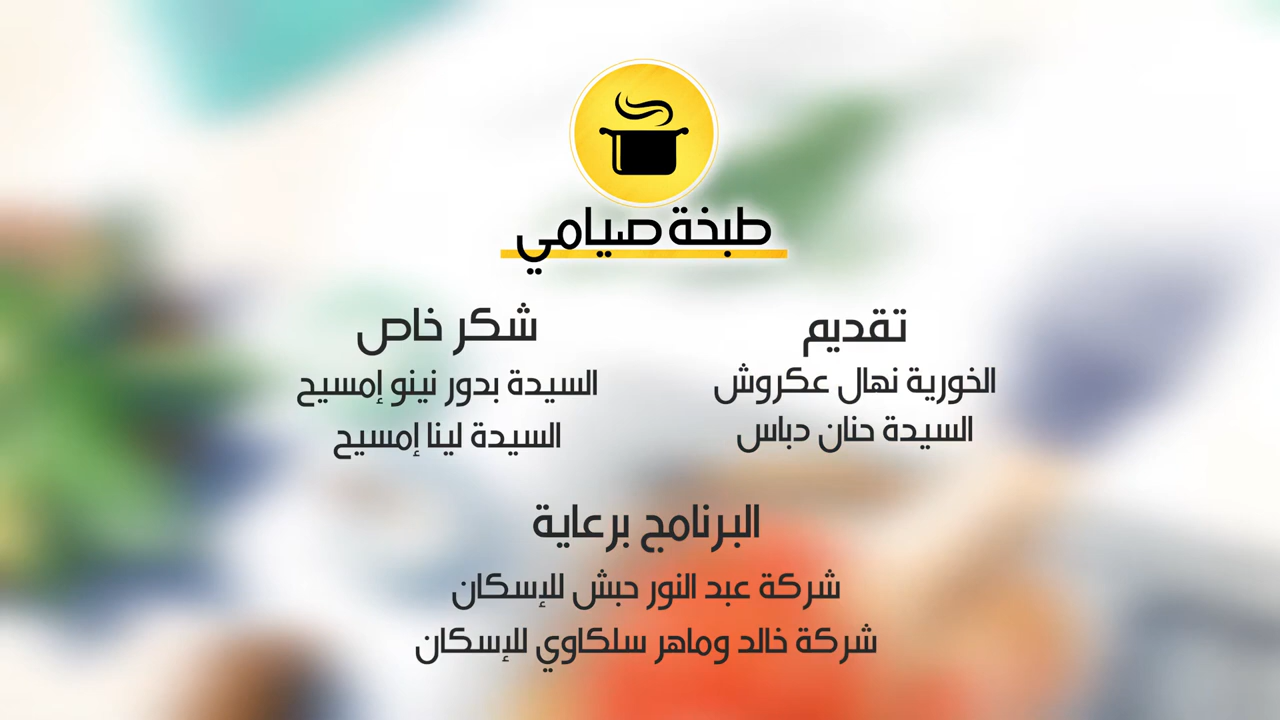 طبخة صيامي
تقديم
الخورية نهال عكروش
السيدة حنان دباس
شكر خاص
السيدة بدور نينو إمسيح
السيدة لينا إمسيح
البرنامج برعاية
شركة عبد النور حبش للإسكان
شركة خالد وماهر سلكاوي للإسكان